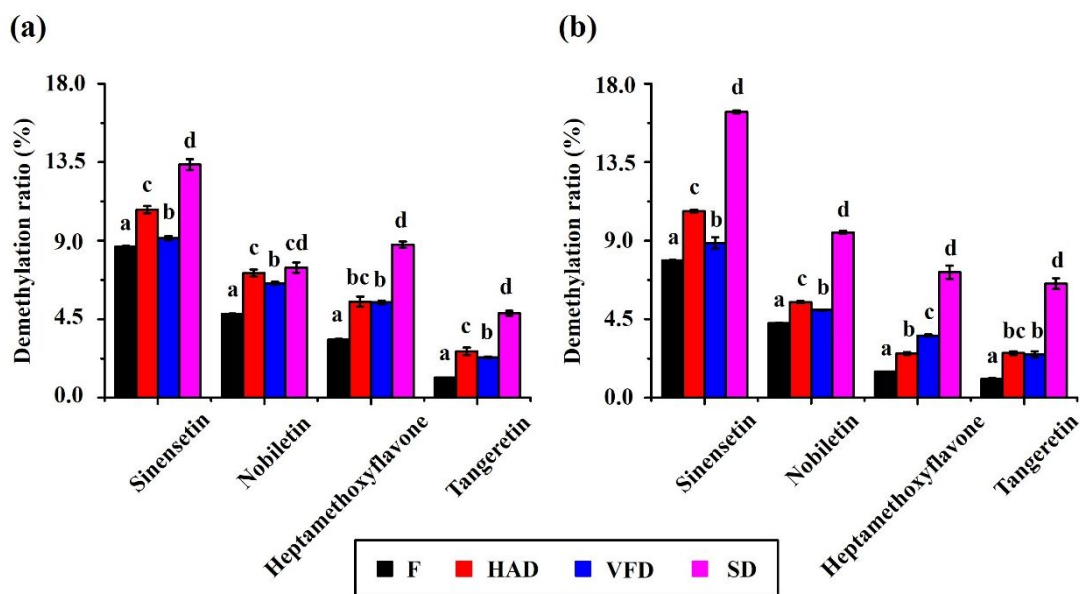 (a)
Demethylation ratio (%)
18.0
13.5
9.0
4.5
0.0
a c b d
a c b cd
a bc b d
a c b d
Sinensetin
Nobiletin
Heptamethoxyflavone
Tangeretin
(b)
Demethylation ratio (%)
18.0
13.5
9.0
4.5
0.0
a c b d
a c b d
a b c d
a bc b d
Sinensetin
Nobiletin
Heptamethoxyflavone
Tangeretin
F HAD VFD SD